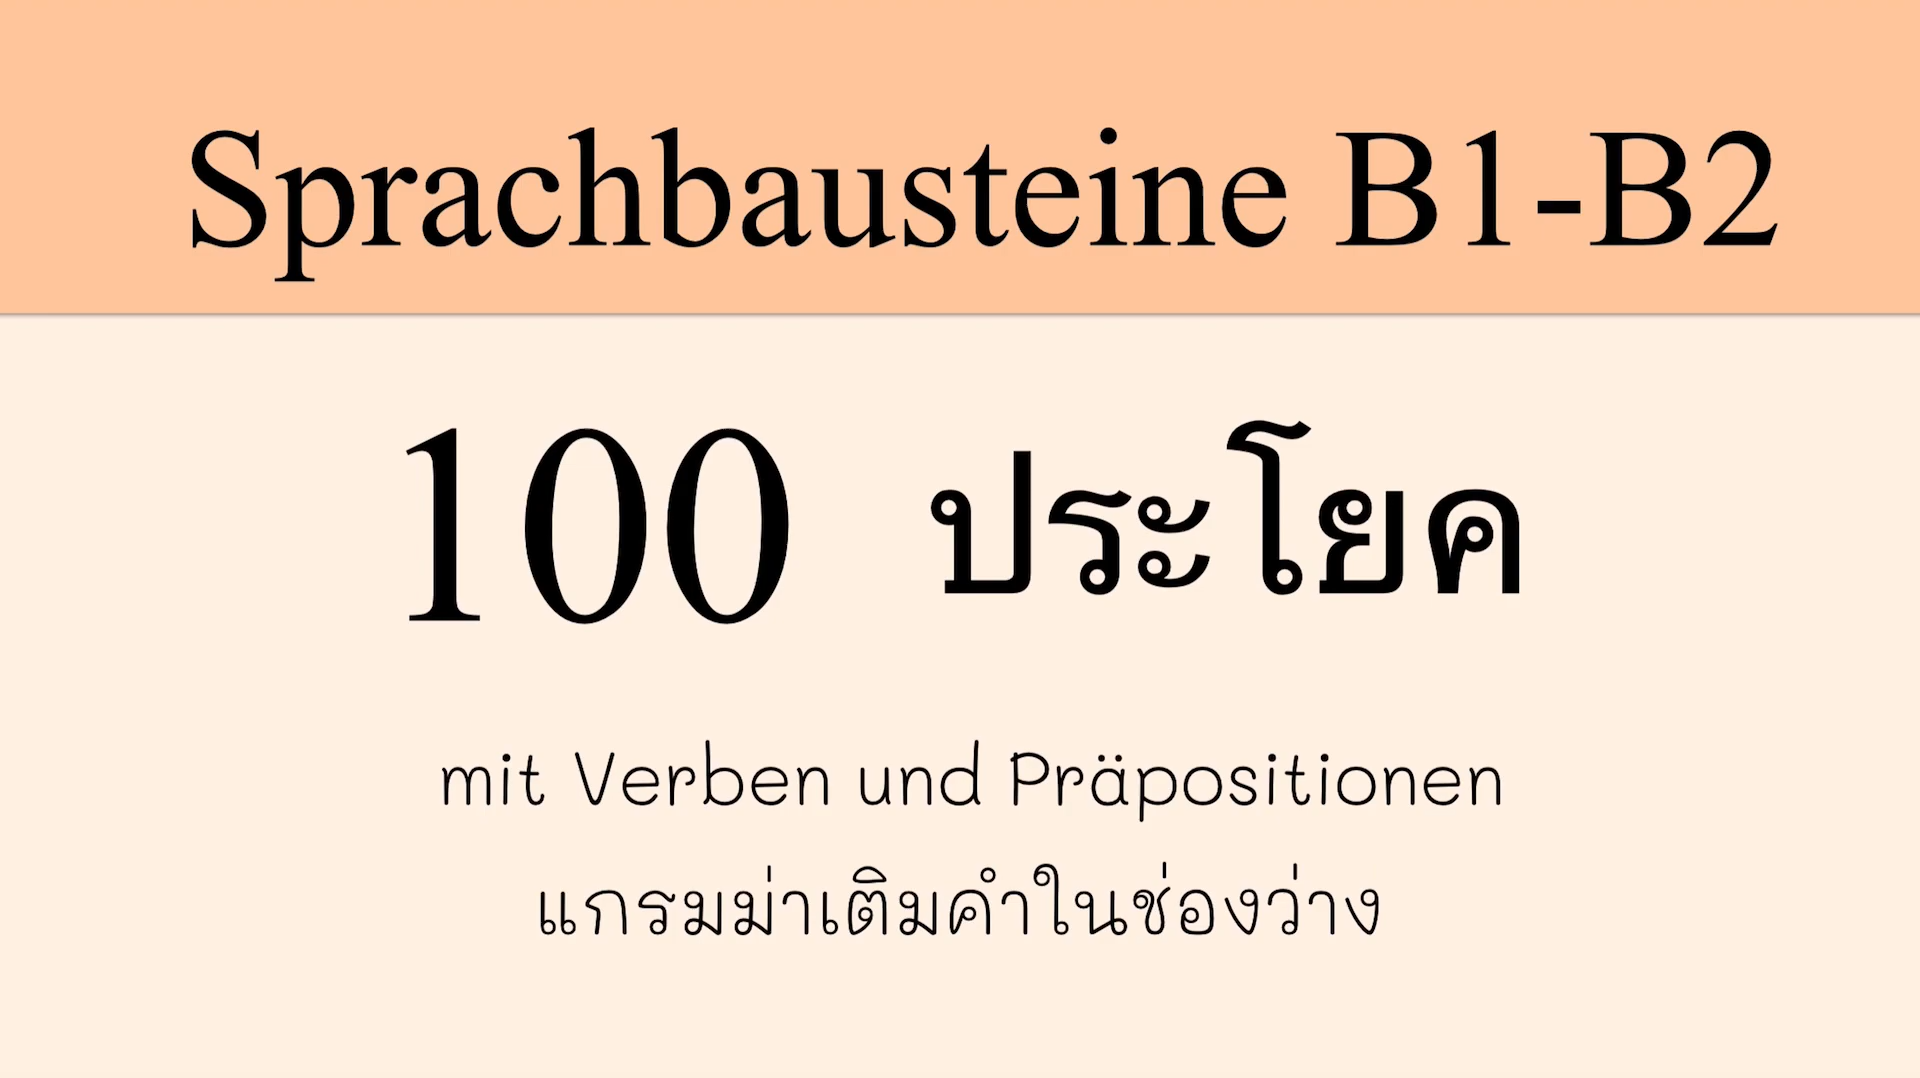 Sprachbausteine B1-B2
100 ประโยค
mit Verben und Präpositionen
แกรมม่าเติมคำในช่องว่าง